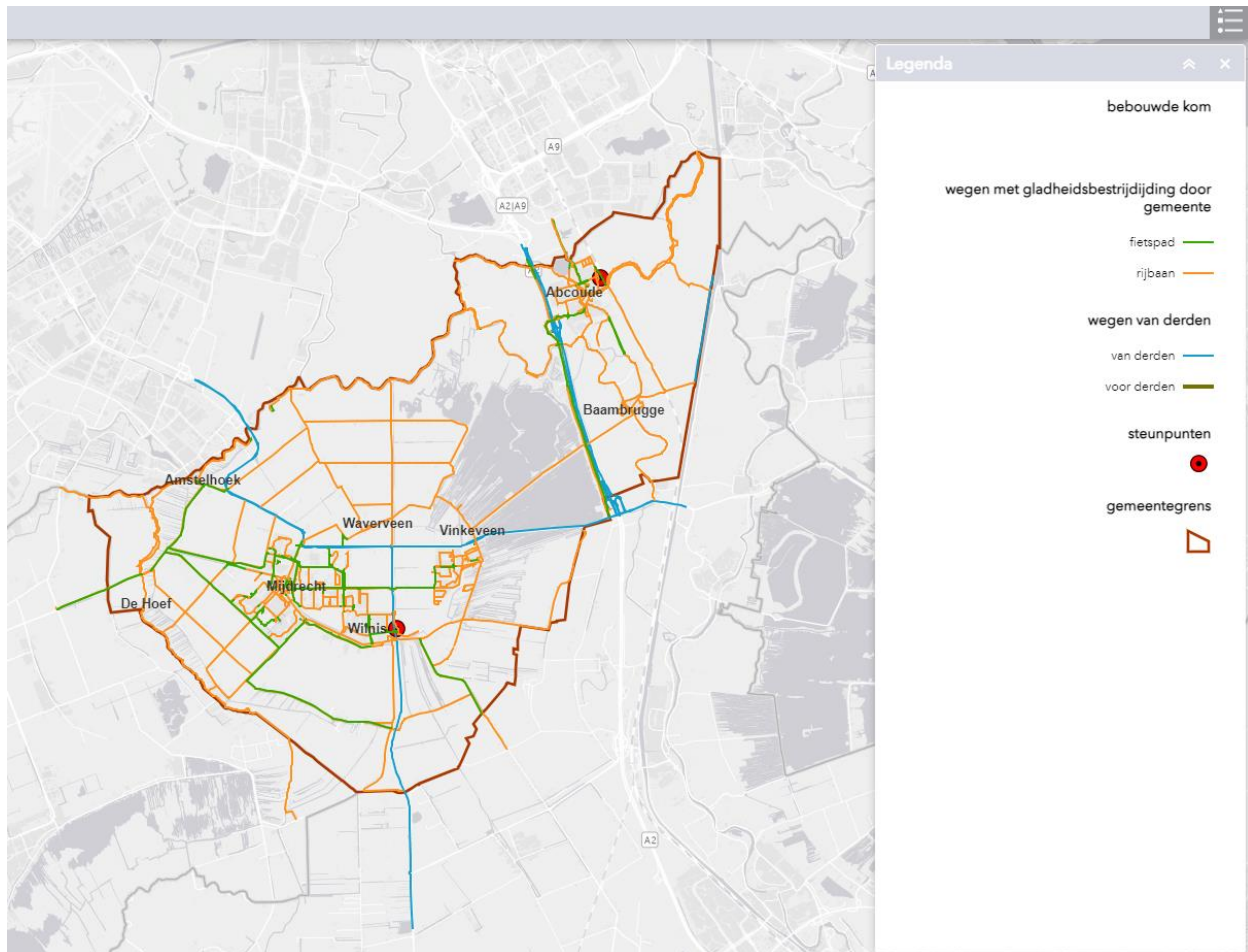 Legenda
bebouwde kom
wegen met gladheidsbestrijdijding door
gemeente
fietspad
rijbaan
wegen van derden
van derden
voor derden
steunpunten
gemeentegrens
A9
A2|A9
Abcoude
Baambrugge
Amstelhoek
Waverveen
Vinkeveen
Mijdrecht
De Hoef
Wilnis
A2